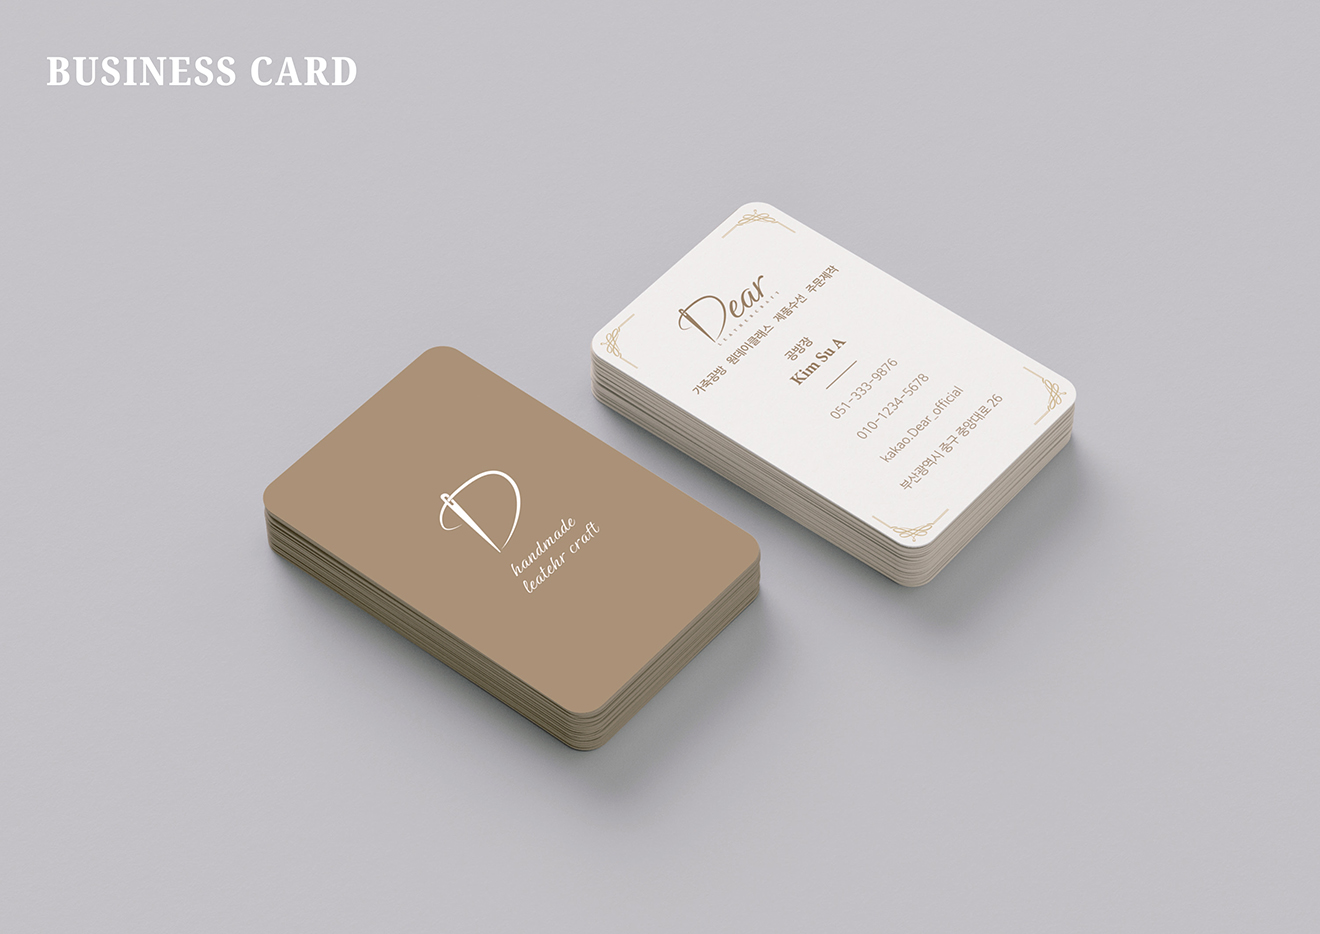 BUSINESS CARD
Dear
LEATHERCRAFT
가죽공방 원데이클래스 제품수선 주문제작
공방장
Kim Su A
051-333-9876
010-1234-5678
kakao.Dear_official
부산광역시 중구 중앙대로 26
D
handmade
leatehr craft